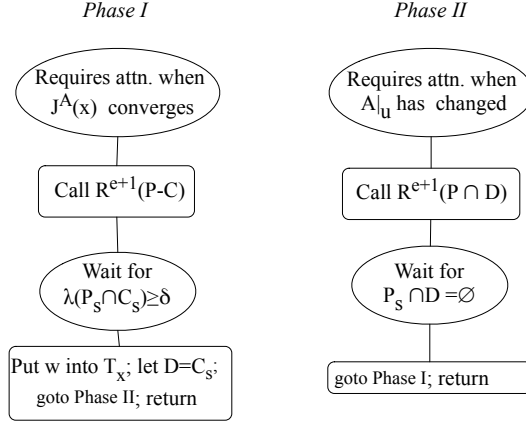 Phase I
Requires attn. when
J^A(x) converges
Call R^{e+1}(P-C)
Wait for
λ(P_s∩C_s)≥δ
Put w into T_x; let D=C_s;
goto Phase II; return
Phase II
Requires attn. when
A|_u has changed
Call R^{e+1}(P ∩ D)
Wait for
P_s ∩D =∅
goto Phase I; return